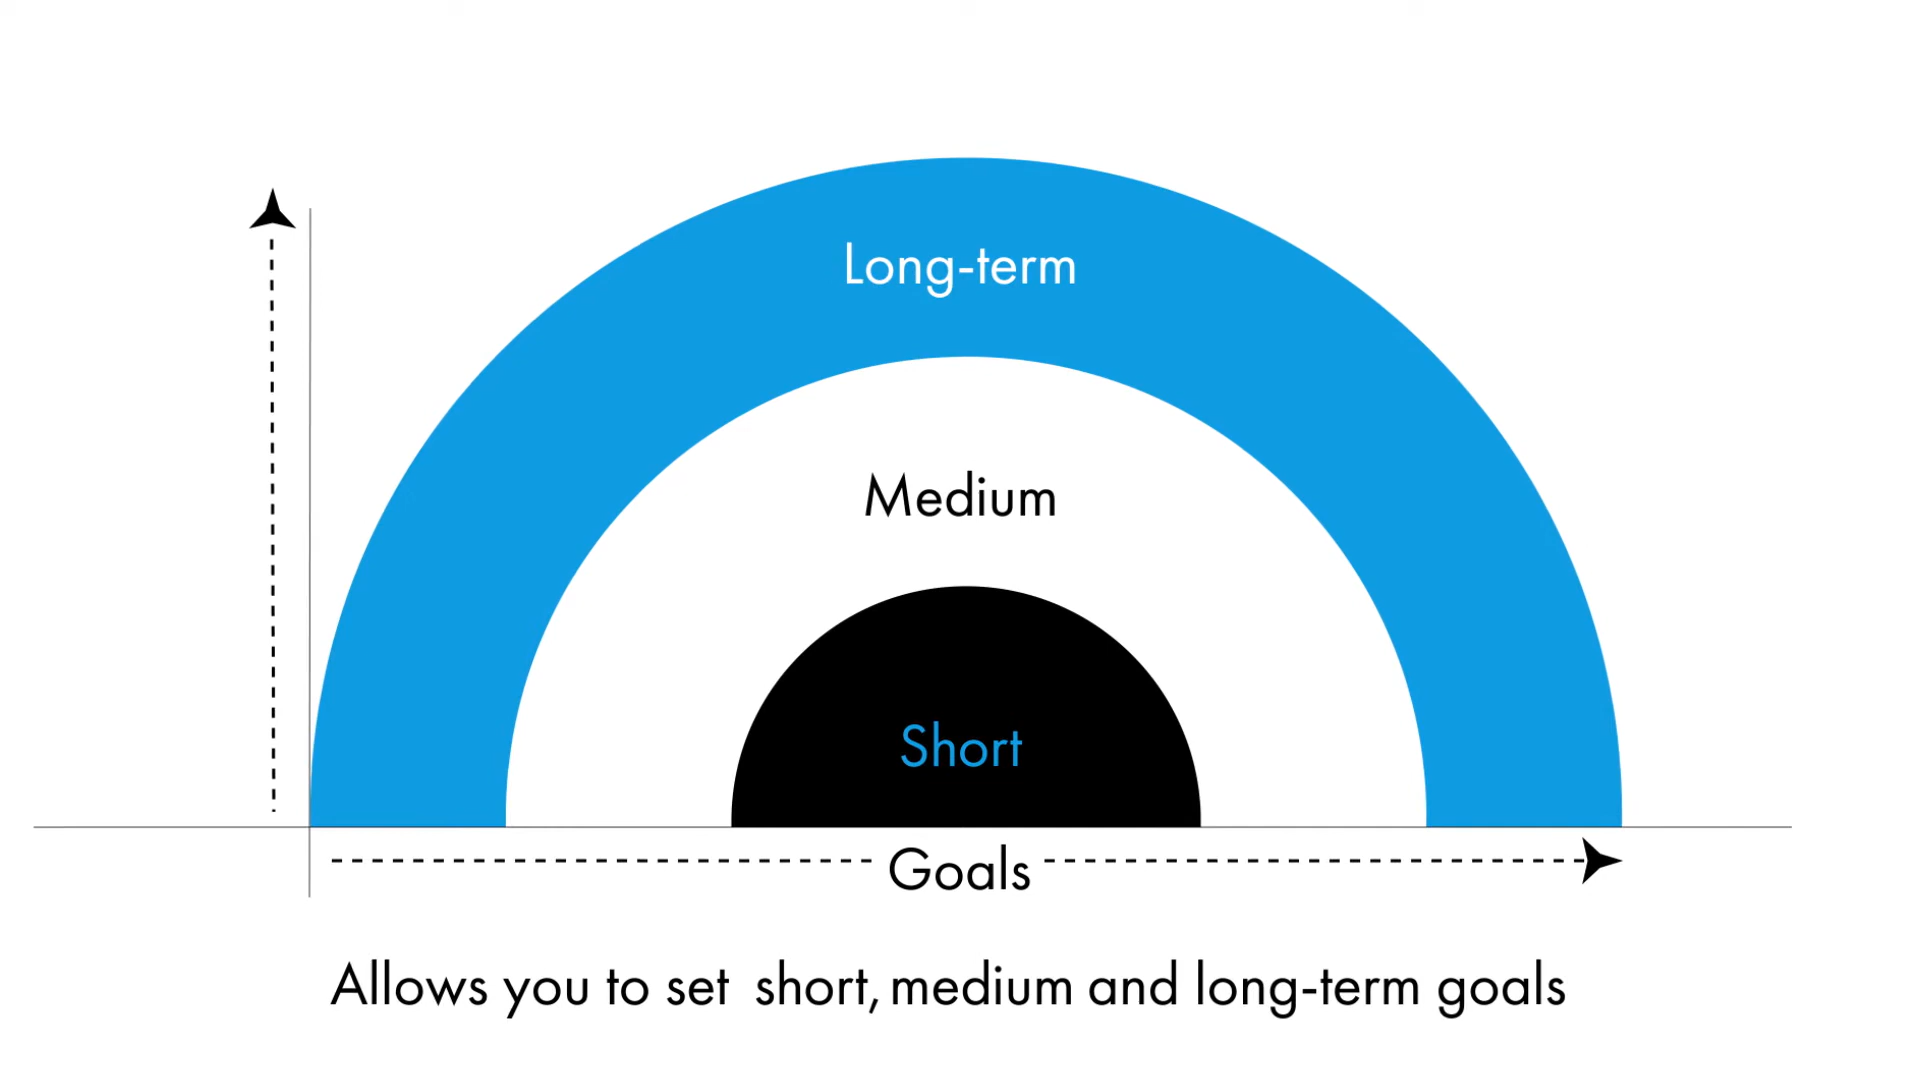 Long-term
Medium
Short
Goals
Allows you to set short, medium and long-term goals